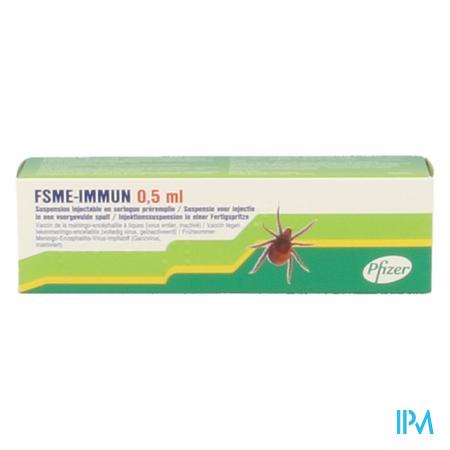 FSME-IMMUN 0,5 ml
Suspension injectable en seringue préremplie / Suspensie voor injectie
in een voorgevulde spuit / Injektionssuspension in einer Fertigspritze
Vaccin de la méningo-encéphalite à tiques (virus entier, inactivé) / Vaccin tegen
tekenmeningo-encefalitis (volledig virus, geïnactiveerd) / Frühsommer-
Meningo-Enzephalitis-Virus-Impfstoff (Ganzvirus,
inaktiviert)
Pfizer
IPM